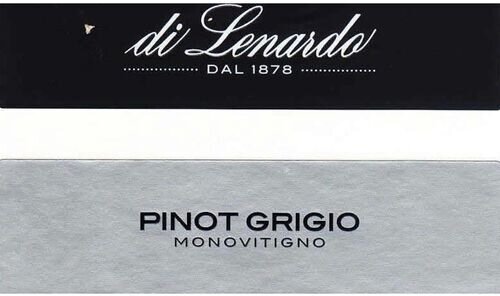 di Lenardo
DAL 1878
PINOT GRIGIO
MONOVITIGNO